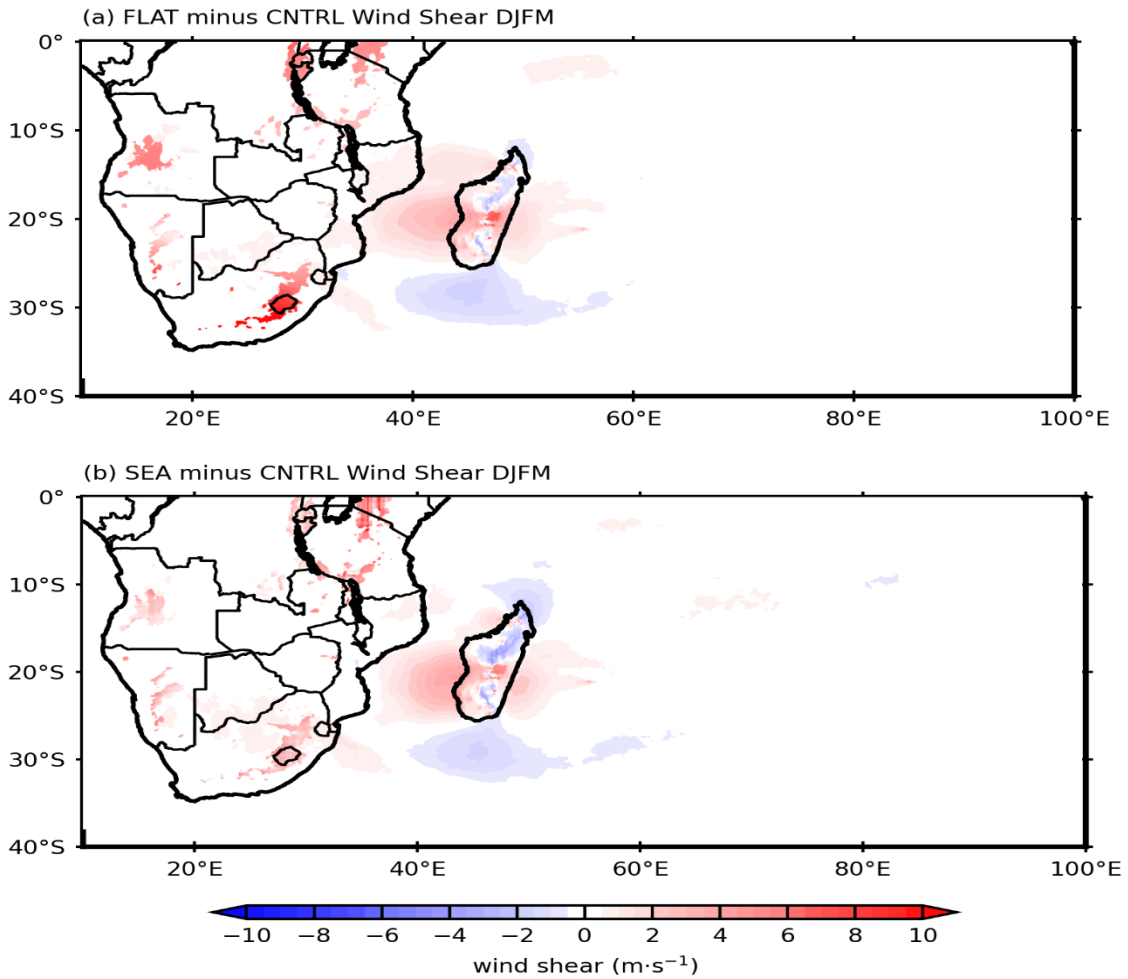 (a) FLAT minus CNTRL Wind Shear DJFM
0°
10°S
20°S
30°S
40°S
20°E 40°E 60°E 80°E 100°E
(b) SEA minus CNTRL Wind Shear DJFM
0°
10°S
20°S
30°S
40°S
20°E 40°E 60°E 80°E 100°E
−10 −8 −6 −4 −2 0 2 4 6 8 10
wind shear (m·s⁻¹)